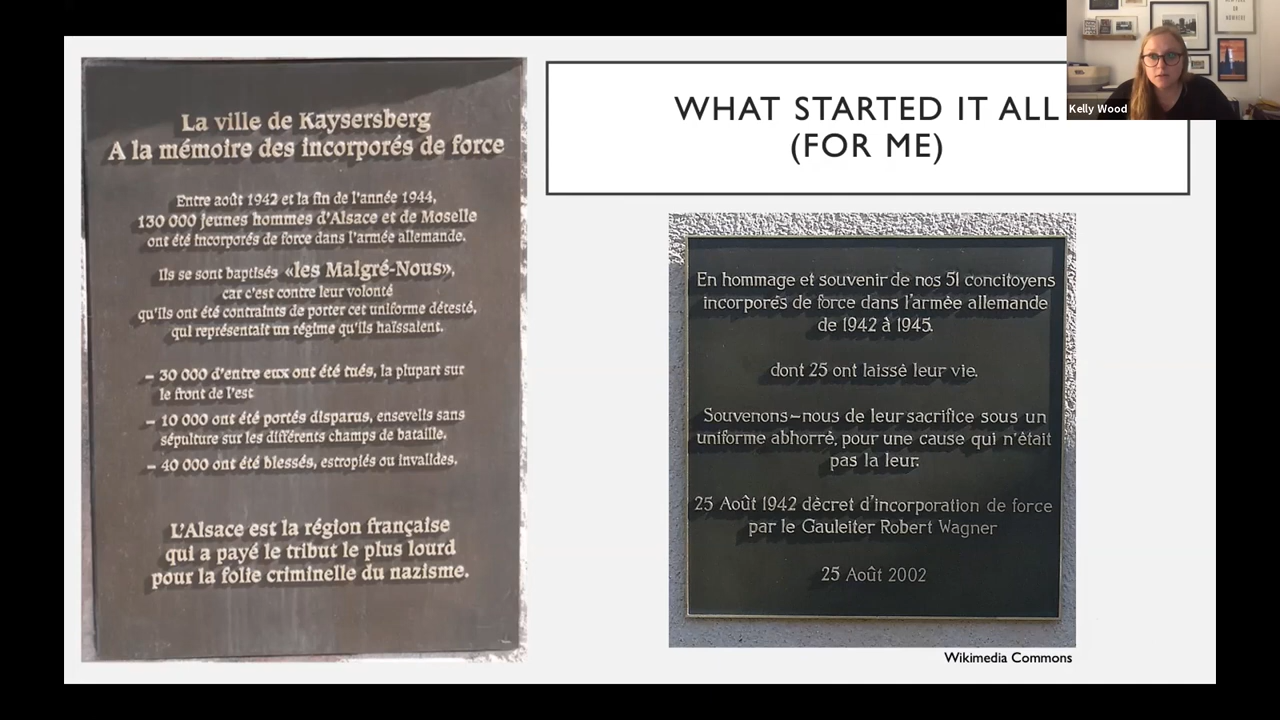 La ville de Kaysersberg
A la mémoire des incorporés de force
Entre août 1942 et la fin de l'année 1944,
130 000 jeunes hommes d'Alsace et de Moselle
ont été incorporés de force dans l'armée allemande.
Ils se sont baptisés «les Malgré-Nous»,
car c'est contre leur volonté
qu'ils ont été contraints de porter cet uniforme détesté,
qui représentait un régime qu'ils haïssaient.
– 30 000 d'entre eux ont été tués, la plupart sur
le front de l'est
– 10 000 ont été portés disparus, ensevelis sans
sépulture sur les différents champs de bataille.
– 40 000 ont été blessés, estropiés ou invalides.
L'Alsace est la région française
qui a payé le tribut le plus lourd
pour la folie criminelle du nazisme.
WHAT STARTED IT ALL
(FOR ME)
Kelly Wood
En hommage et souvenir de nos 51 concitoyens
incorporés de force dans l'armée allemande
de 1942 à 1945.
dont 25 ont laissé leur vie.
Souvenons-nous de leur sacrifice sous un
uniforme abhorré, pour une cause qui n'était
pas la leur.
25 Août 1942 décret d'incorporation de force
par le Gauleiter Robert Wagner
25 Août 2002
Wikimedia Commons